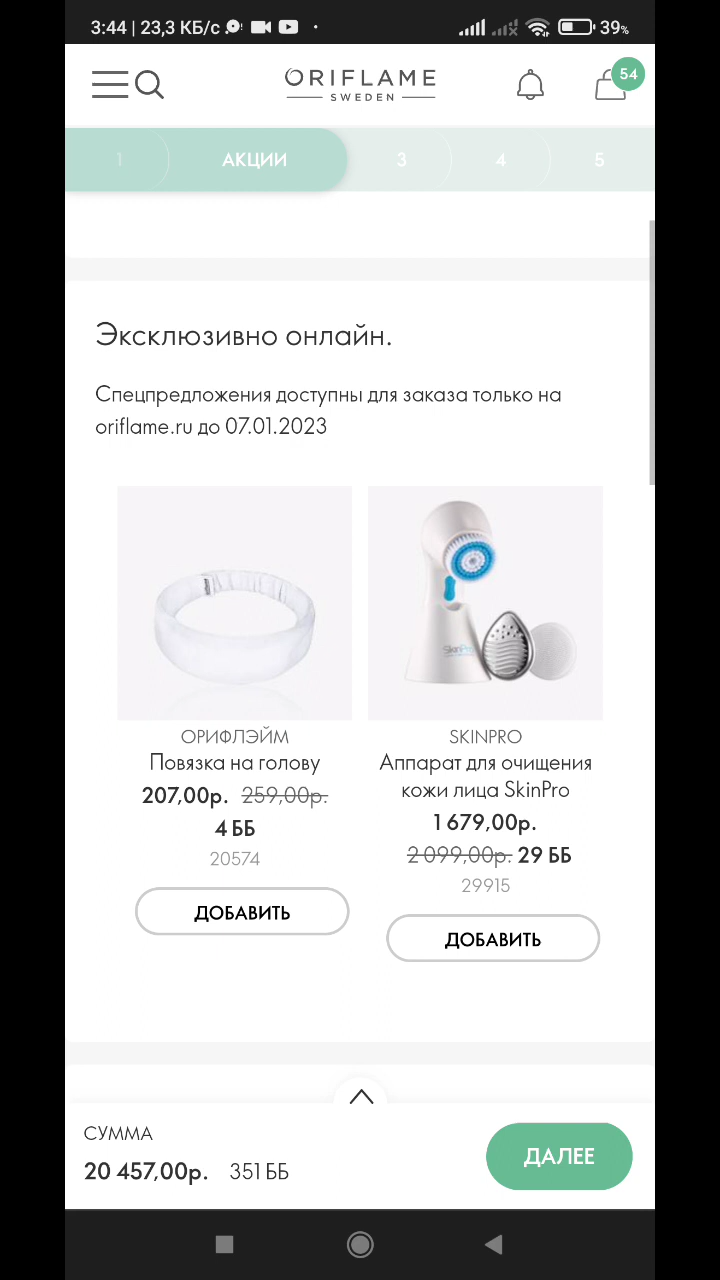 3:44 | 23,3 КБ/с
39%
ORIFLAME
SWEDEN
54
1
АКЦИИ
3
4
5
Эксклюзивно онлайн.
Спецпредложения доступны для заказа только на
oriflame.ru до 07.01.2023
SkinPro
ОРИФЛЭЙМ
Повязка на голову
207,00р. 259,00р.
4 ББ
20574
ДОБАВИТЬ
SKINPRO
Аппарат для очищения
кожи лица SkinPro
1 679,00р.
2 099,00р. 29 ББ
29915
ДОБАВИТЬ
СУММА
20 457,00р. 351 ББ
ДАЛЕЕ